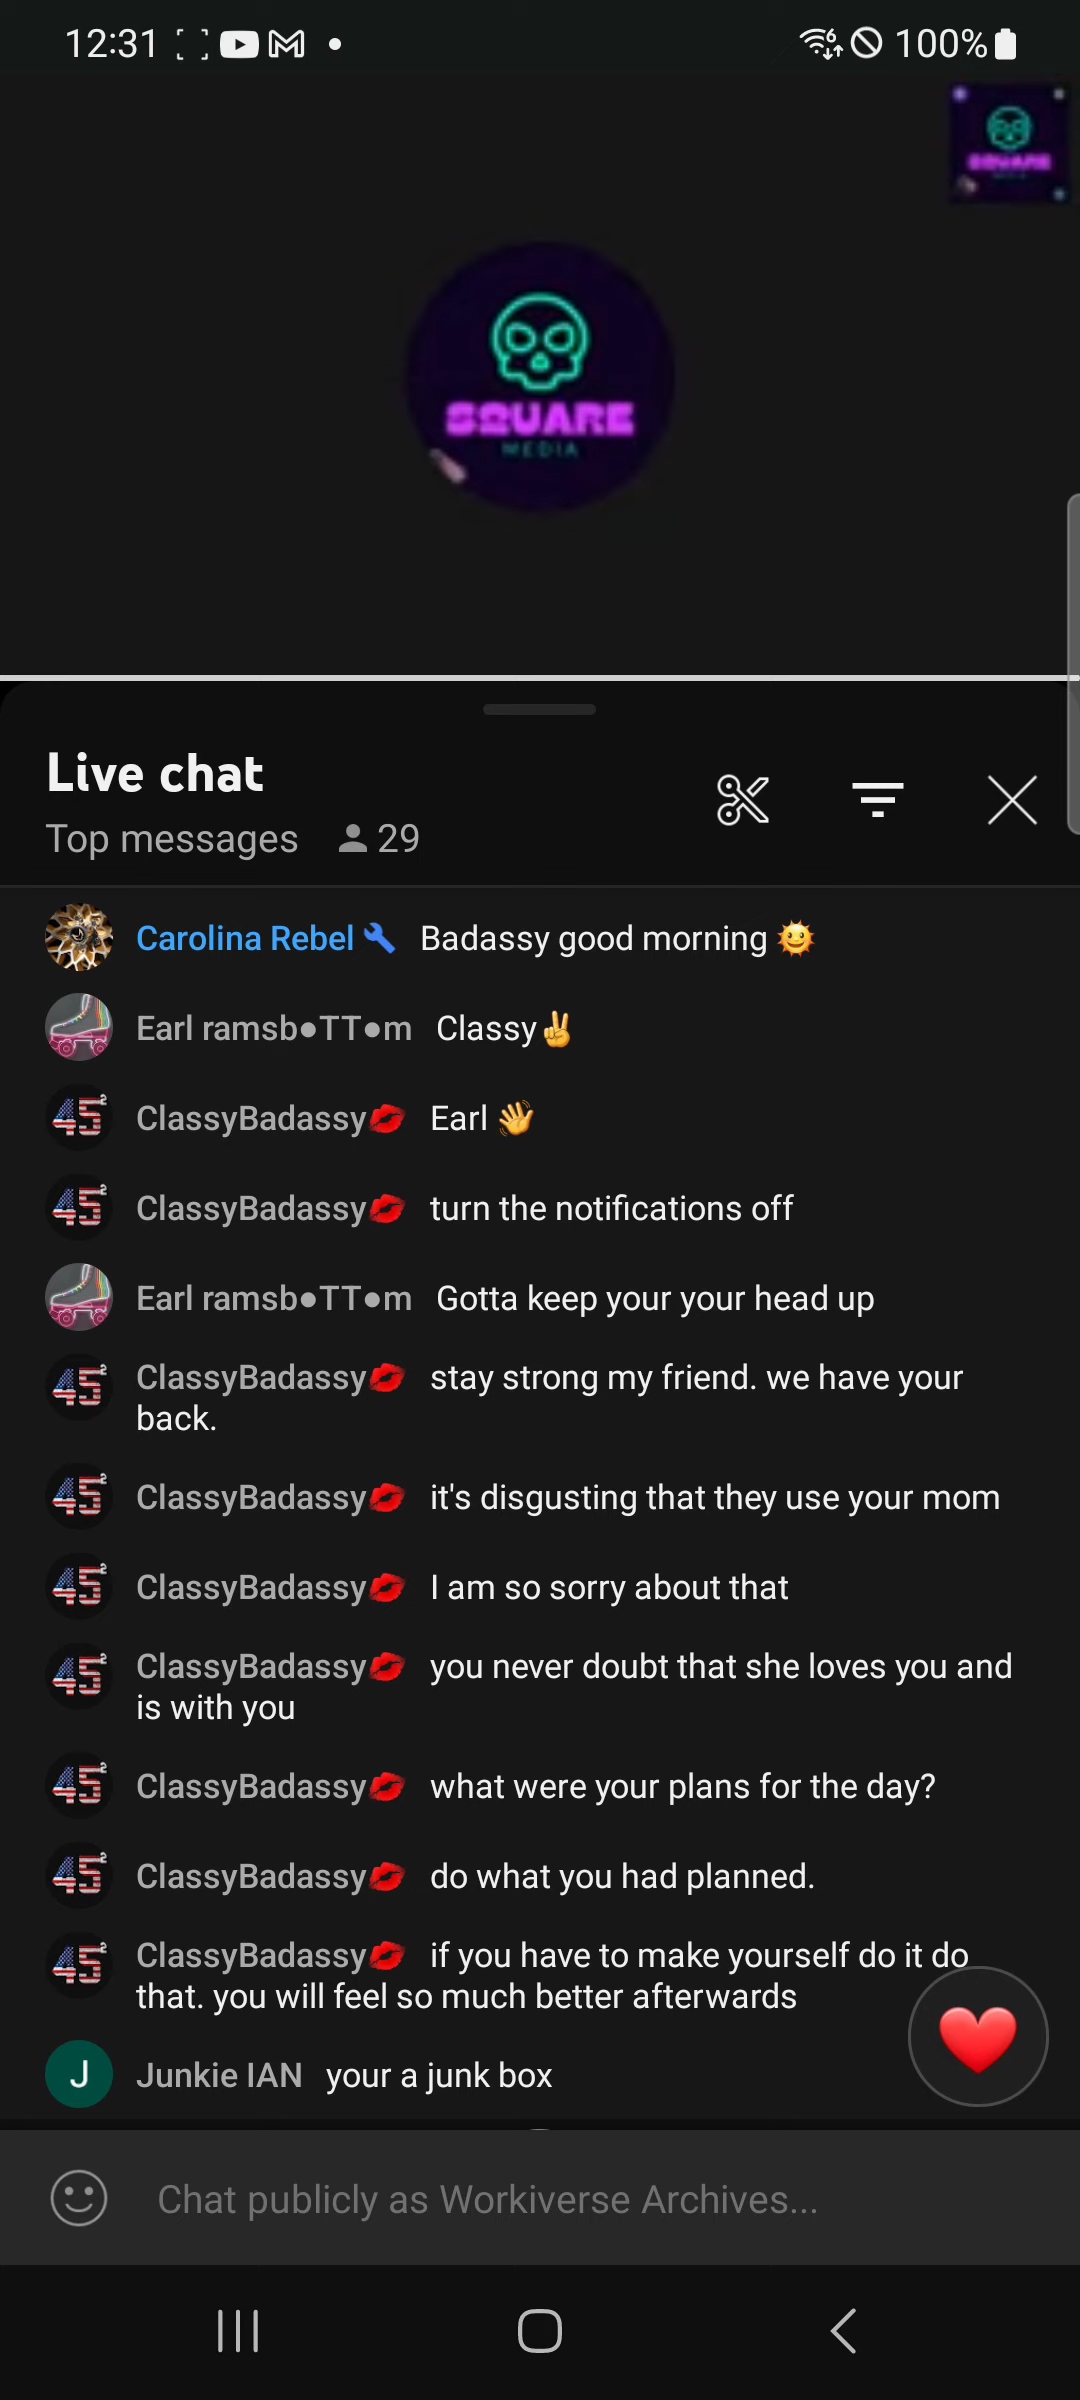 12:31 100%
SQUARE
SQUARE
MEDIA
Live chat
Top messages 29
Carolina Rebel Badassy good morning 🌞
Earl ramsb●TT●m Classy✌
ClassyBadassy💋 Earl 👋
ClassyBadassy💋 turn the notifications off
Earl ramsb●TT●m Gotta keep your your head up
ClassyBadassy💋 stay strong my friend. we have your
back.
ClassyBadassy💋 it's disgusting that they use your mom
ClassyBadassy💋 I am so sorry about that
ClassyBadassy💋 you never doubt that she loves you and
is with you
ClassyBadassy💋 what were your plans for the day?
ClassyBadassy💋 do what you had planned.
ClassyBadassy💋 if you have to make yourself do it do
that. you will feel so much better afterwards
J Junkie IAN your a junk box
Chat publicly as Workiverse Archives...